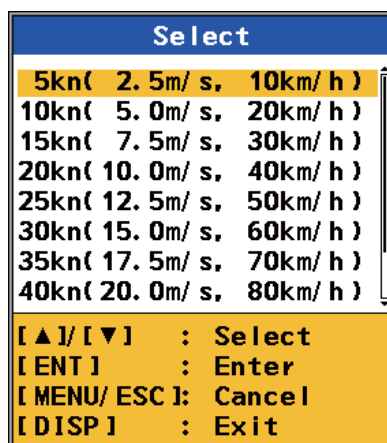 Select
5kn( 2.5m/s, 10km/h)
10kn( 5.0m/s, 20km/h)
15kn( 7.5m/s, 30km/h)
20kn(10.0m/s, 40km/h)
25kn(12.5m/s, 50km/h)
30kn(15.0m/s, 60km/h)
35kn(17.5m/s, 70km/h)
40kn(20.0m/s, 80km/h)
[▲]/[▼] : Select
[ENT] : Enter
[MENU/ESC]: Cancel
[DISP] : Exit